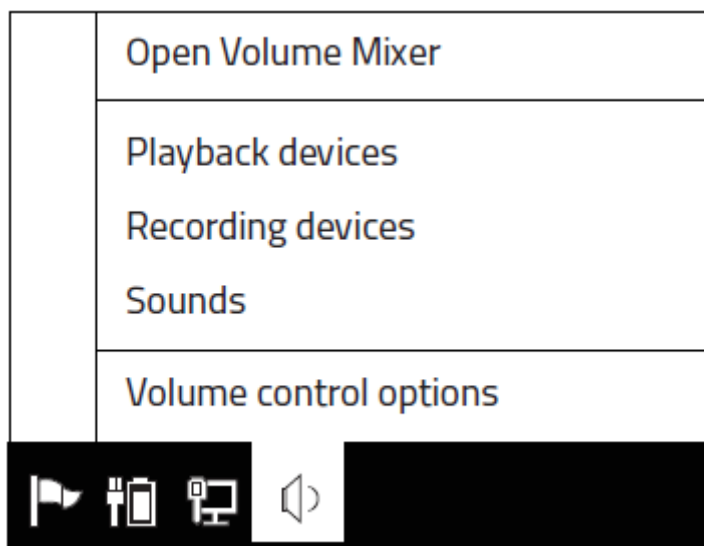 Open Volume Mixer
Playback devices
Recording devices
Sounds
Volume control options